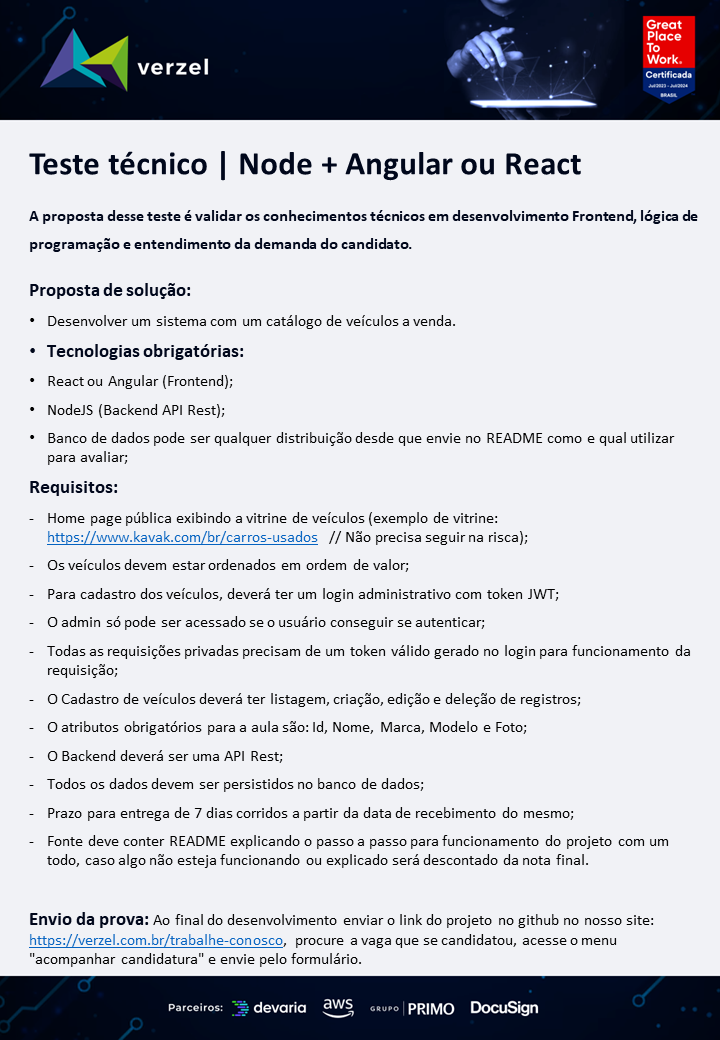 verzel
Great
Place
To
Work.
Certificada
Jul/2023 - Jul/2024
BRASIL
Teste técnico | Node + Angular ou React
A proposta desse teste é validar os conhecimentos técnicos em desenvolvimento Frontend, lógica de
programação e entendimento da demanda do candidato.
Proposta de solução:
• Desenvolver um sistema com um catálogo de veículos a venda.
• Tecnologias obrigatórias:
• React ou Angular (Frontend);
• NodeJS (Backend API Rest);
• Banco de dados pode ser qualquer distribuição desde que envie no README como e qual utilizar
para avaliar;
Requisitos:
- Home page pública exibindo a vitrine de veículos (exemplo de vitrine:
https://www.kavak.com/br/carros-usados // Não precisa seguir na risca);
- Os veículos devem estar ordenados em ordem de valor;
- Para cadastro dos veículos, deverá ter um login administrativo com token JWT;
- O admin só pode ser acessado se o usuário conseguir se autenticar;
- Todas as requisições privadas precisam de um token válido gerado no login para funcionamento da
requisição;
- O Cadastro de veículos deverá ter listagem, criação, edição e deleção de registros;
- O atributos obrigatórios para a aula são: Id, Nome, Marca, Modelo e Foto;
- O Backend deverá ser uma API Rest;
- Todos os dados devem ser persistidos no banco de dados;
- Prazo para entrega de 7 dias corridos a partir da data de recebimento do mesmo;
- Fonte deve conter README explicando o passo a passo para funcionamento do projeto com um
todo, caso algo não esteja funcionando ou explicado será descontado da nota final.
Envio da prova: Ao final do desenvolvimento enviar o link do projeto no github no nosso site:
https://verzel.com.br/trabalhe-conosco, procure a vaga que se candidatou, acesse o menu
"acompanhar candidatura" e envie pelo formulário.
Parceiros: devaria aws GRUPO PRIMO DocuSign